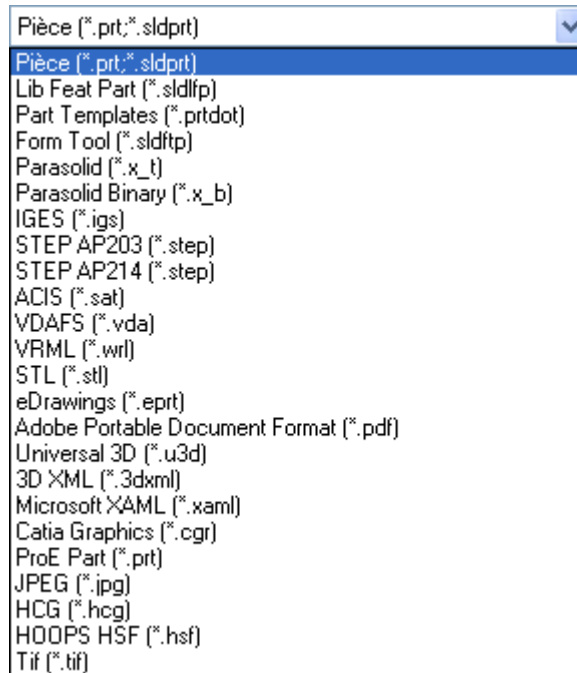 Pièce (*.prt;*.sldprt)
Pièce (*.prt;*.sldprt)
Lib Feat Part (*.sldlfp)
Part Templates (*.prtdot)
Form Tool (*.sldftp)
Parasolid (*.x_t)
Parasolid Binary (*.x_b)
IGES (*.igs)
STEP AP203 (*.step)
STEP AP214 (*.step)
ACIS (*.sat)
VDAFS (*.vda)
VRML (*.wrl)
STL (*.stl)
eDrawings (*.eprt)
Adobe Portable Document Format (*.pdf)
Universal 3D (*.u3d)
3D XML (*.3dxml)
Microsoft XAML (*.xaml)
Catia Graphics (*.cgr)
ProE Part (*.prt)
JPEG (*.jpg)
HCG (*.hcg)
HOOPS HSF (*.hsf)
Tif (*.tif)